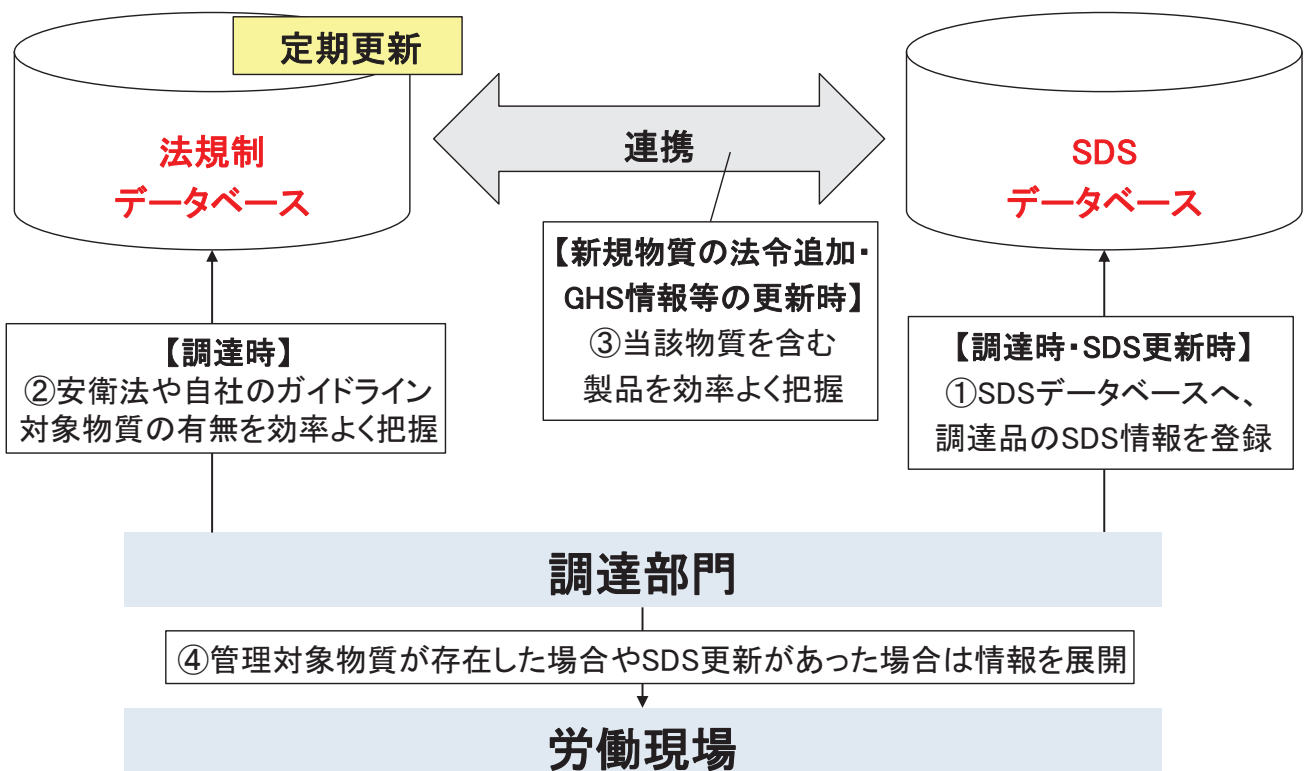 定期更新
法規制
データベース
連携
SDS
データベース
【新規物質の法令追加・
GHS情報等の更新時】
③当該物質を含む
製品を効率よく把握
【調達時】
②安衛法や自社のガイドライン
対象物質の有無を効率よく把握
【調達時・SDS更新時】
①SDSデータベースへ、
調達品のSDS情報を登録
調達部門
④管理対象物質が存在した場合やSDS更新があった場合は情報を展開
労働現場